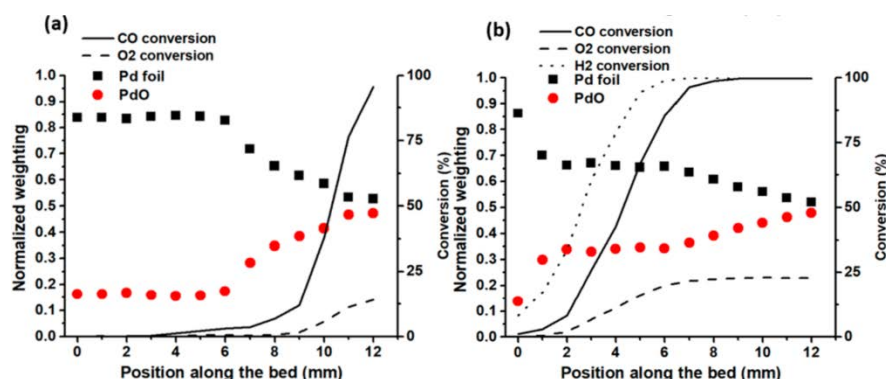 (a)
CO conversion
O2 conversion
Pd foil
PdO
1.0
0.9
0.8
0.7
0.6
0.5
0.4
0.3
0.2
0.1
0.0
Normalized weighting
100
75
50
25
0
Conversion (%)
0 2 4 6 8 10 12
Position along the bed (mm)
(b)
CO conversion
O2 conversion
H2 conversion
Pd foil
PdO
1.0
0.9
0.8
0.7
0.6
0.5
0.4
0.3
0.2
0.1
0.0
Normalized weighting
100
75
50
25
0
Conversion (%)
0 2 4 6 8 10 12
Position along the bed (mm)